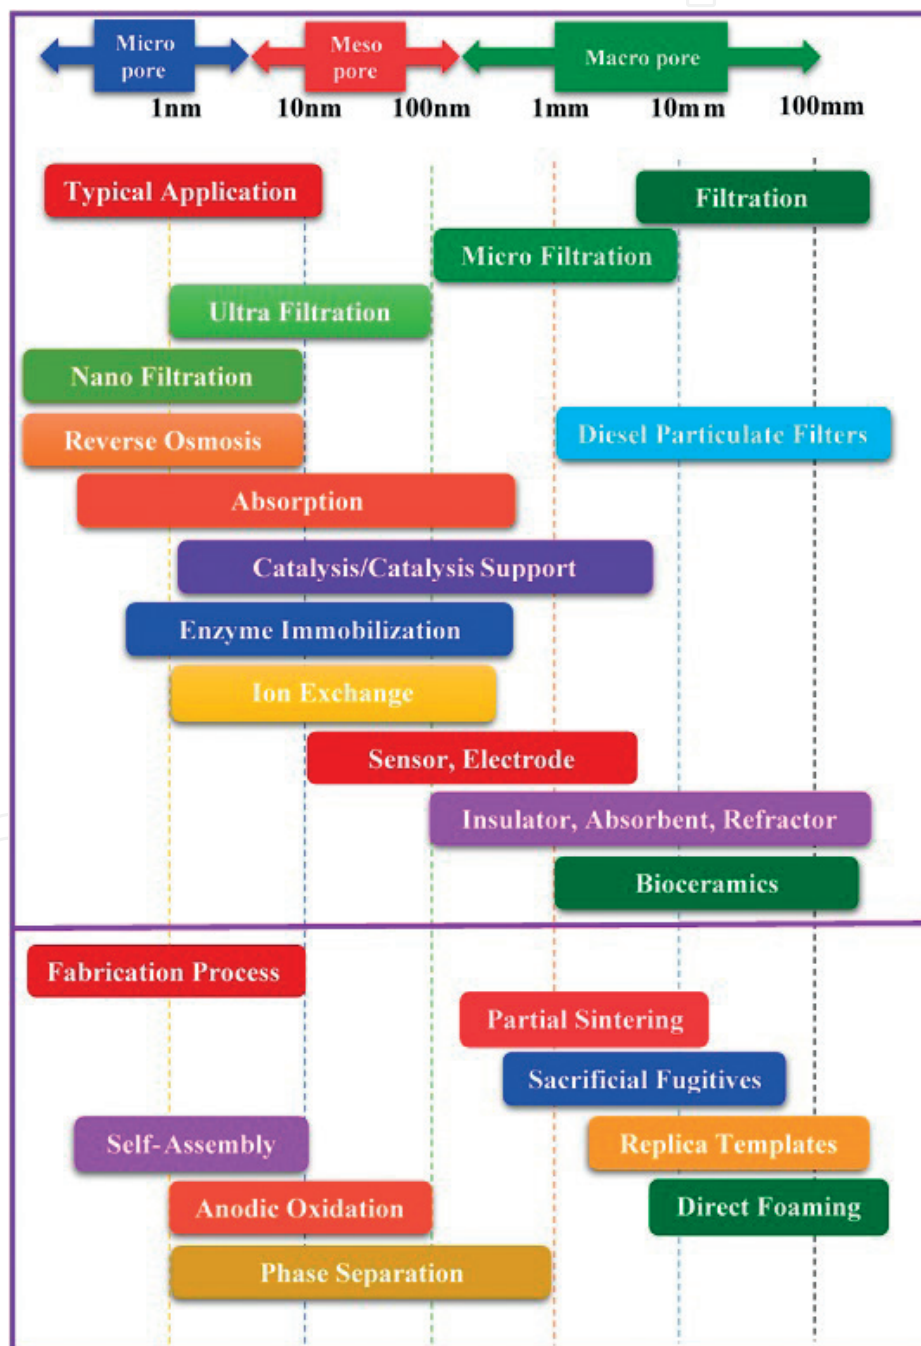 Micro
pore
Meso
pore
Macro pore
1nm 10nm 100nm 1mm 10mm 100mm
Typical Application
Filtration
Micro Filtration
Ultra Filtration
Nano Filtration
Reverse Osmosis
Diesel Particulate Filters
Absorption
Catalysis/Catalysis Support
Enzyme Immobilization
Ion Exchange
Sensor, Electrode
Insulator, Absorbent, Refractor
Bioceramics
Fabrication Process
Partial Sintering
Sacrificial Fugitives
Self-Assembly
Replica Templates
Anodic Oxidation
Direct Foaming
Phase Separation